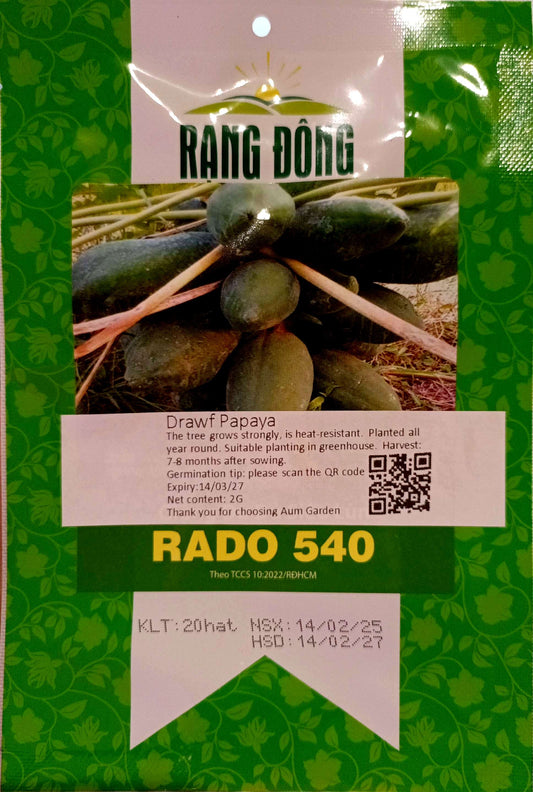 RẠNG ĐÔNG
Drawf Papaya
The tree grows strongly, is heat-resistant. Planted all
year round. Suitable planting in greenhouse. Harvest:
7-8 months after sowing.
Germination tip: please scan the QR code
Expiry:14/03/27
Net content: 2G
Thank you for choosing Aum Garden
RADO 540
Theo TCCS 10:2022/RĐHCM
KLT:20hat NSX:14/02/25
HSD:14/02/27